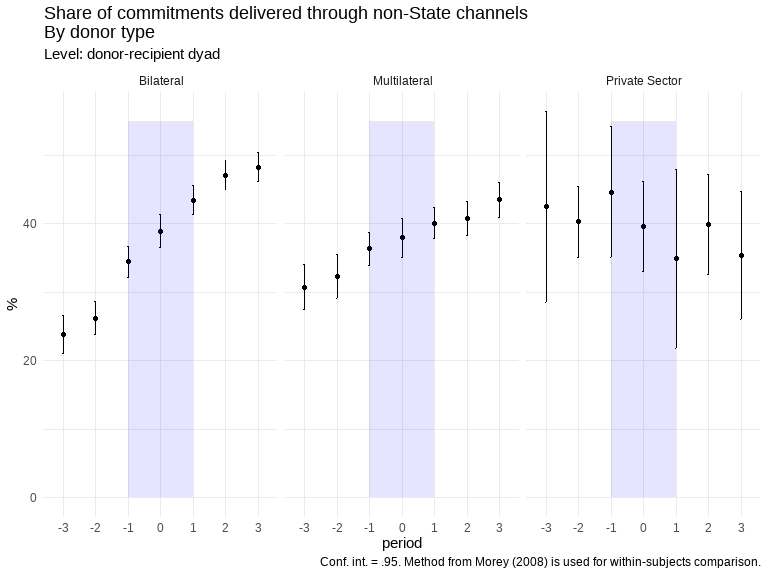 Share of commitments delivered through non-State channels
By donor type
Level: donor-recipient dyad
Bilateral Multilateral Private Sector
40
20
0
%
-3 -2 -1 0 1 2 3 -3 -2 -1 0 1 2 3 -3 -2 -1 0 1 2 3
period
Conf. int. = .95. Method from Morey (2008) is used for within-subjects comparison.